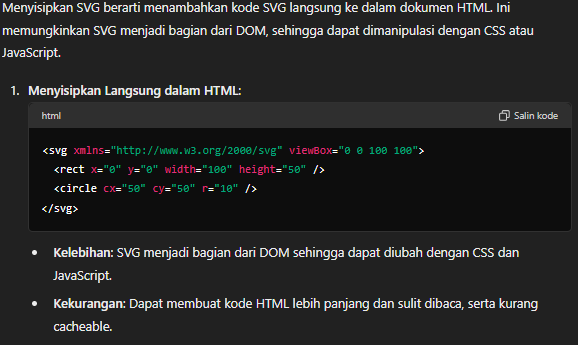 Menyisipkan SVG berarti menambahkan kode SVG langsung ke dalam dokumen HTML. Ini
memungkinkan SVG menjadi bagian dari DOM, sehingga dapat dimanipulasi dengan CSS atau
JavaScript.
1. Menyisipkan Langsung dalam HTML:
html Salin kode
<svg xmlns="http://www.w3.org/2000/svg" viewBox="0 0 100 100">
  <rect x="0" y="0" width="100" height="50" />
  <circle cx="50" cy="50" r="10" />
</svg>
• Kelebihan: SVG menjadi bagian dari DOM sehingga dapat diubah dengan CSS dan
JavaScript.
• Kekurangan: Dapat membuat kode HTML lebih panjang dan sulit dibaca, serta kurang
cacheable.